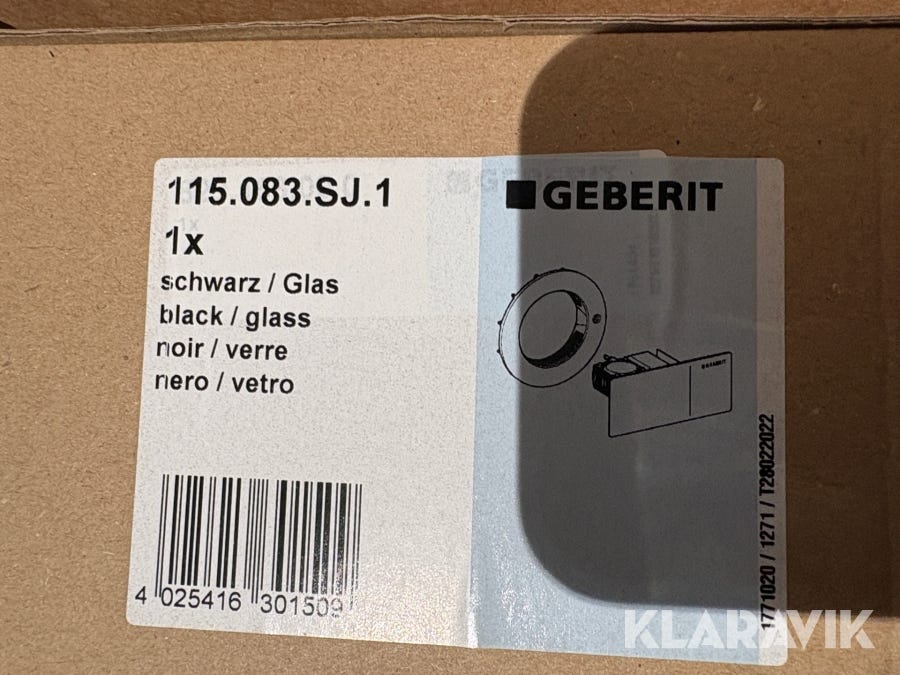 115.083.SJ.1
1x
schwarz / Glas
black / glass
noir / verre
nero / vetro
4 025416 301509
GEBERIT
GEBERIT
1771020 / 1271 / T28022022
KLARAVIK